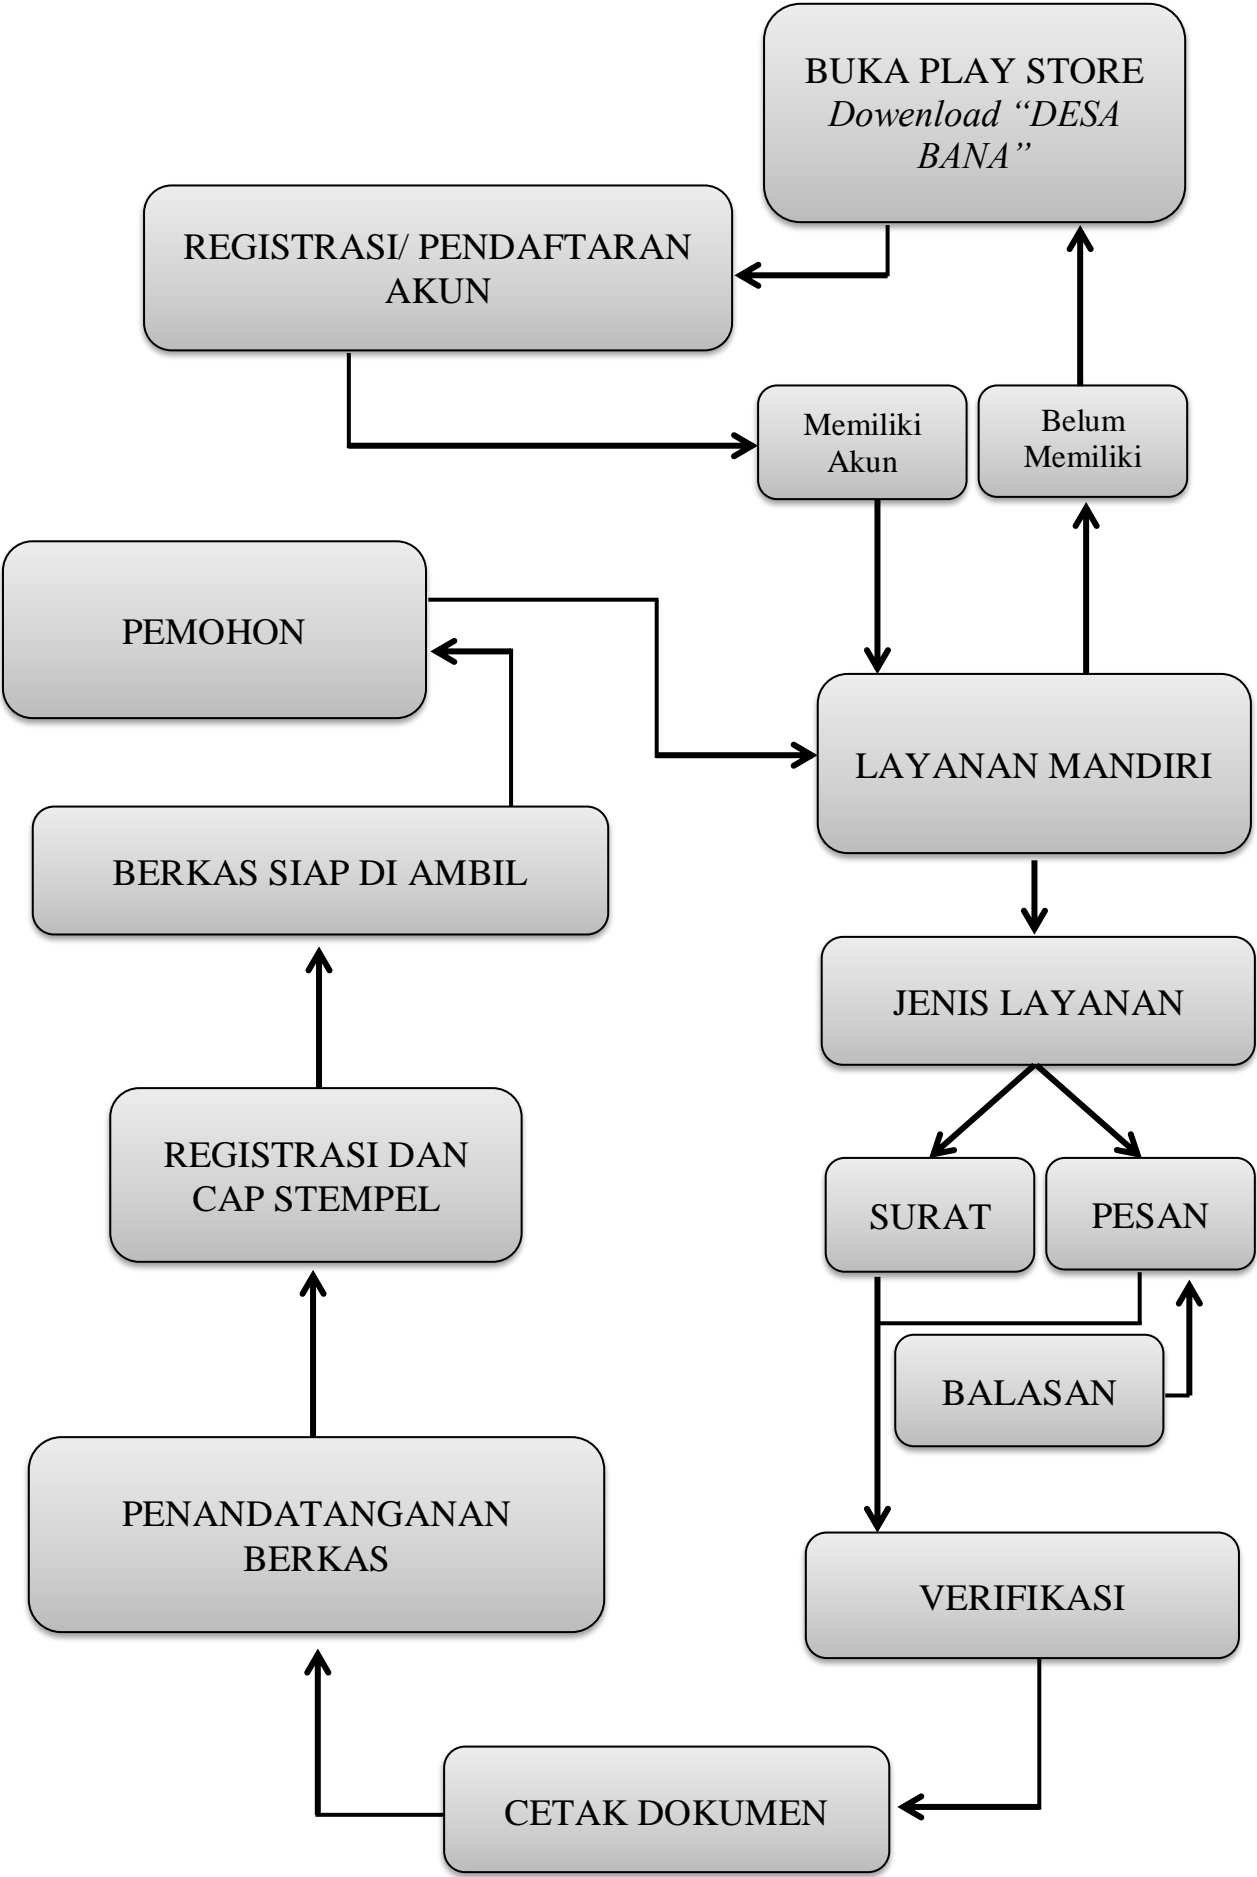 BUKA PLAY STORE
Dowenload “DESA
BANA”
REGISTRASI/ PENDAFTARAN
AKUN
Memiliki
Akun
Belum
Memiliki
PEMOHON
LAYANAN MANDIRI
BERKAS SIAP DI AMBIL
JENIS LAYANAN
REGISTRASI DAN
CAP STEMPEL
SURAT
PESAN
BALASAN
PENANDATANGANAN
BERKAS
VERIFIKASI
CETAK DOKUMEN